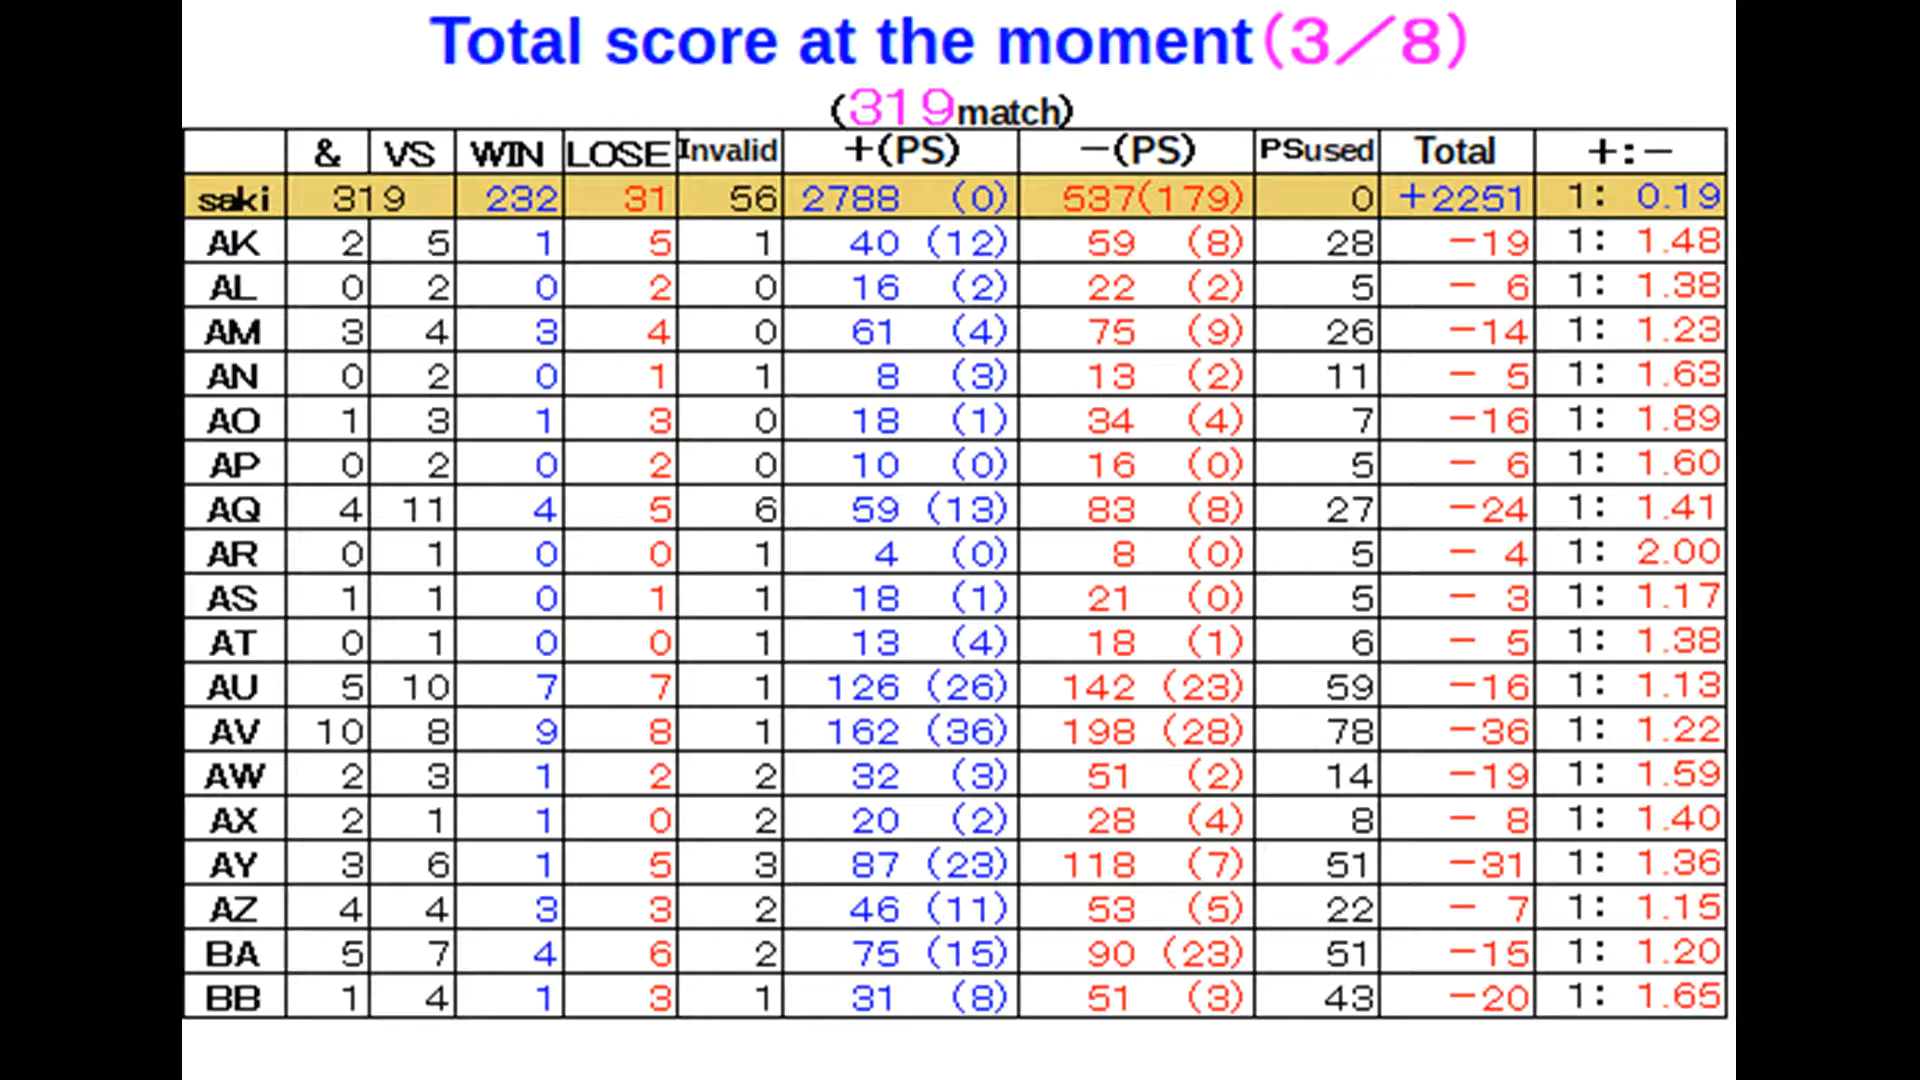 Total score at the moment(3/8)
(319match)
& VS WIN LOSE Invalid +(PS) −(PS) PSused Total +:−
saki 319 232 31 56 2788 (0) 537(179) 0 +2251 1: 0.19
AK 2 5 1 5 1 40 (12) 59 (8) 28 −19 1: 1.48
AL 0 2 0 2 0 16 (2) 22 (2) 5 − 6 1: 1.38
AM 3 4 3 4 0 61 (4) 75 (9) 26 −14 1: 1.23
AN 0 2 0 1 1 8 (3) 13 (2) 11 − 5 1: 1.63
AO 1 3 1 3 0 18 (1) 34 (4) 7 −16 1: 1.89
AP 0 2 0 2 0 10 (0) 16 (0) 5 − 6 1: 1.60
AQ 4 11 4 5 6 59 (13) 83 (8) 27 −24 1: 1.41
AR 0 1 0 0 1 4 (0) 8 (0) 5 − 4 1: 2.00
AS 1 1 0 1 1 18 (1) 21 (0) 5 − 3 1: 1.17
AT 0 1 0 0 1 13 (4) 18 (1) 6 − 5 1: 1.38
AU 5 10 7 7 1 126 (26) 142 (23) 59 −16 1: 1.13
AV 10 8 9 8 1 162 (36) 198 (28) 78 −36 1: 1.22
AW 2 3 1 2 2 32 (3) 51 (2) 14 −19 1: 1.59
AX 2 1 1 0 2 20 (2) 28 (4) 8 − 8 1: 1.40
AY 3 6 1 5 3 87 (23) 118 (7) 51 −31 1: 1.36
AZ 4 4 3 3 2 46 (11) 53 (5) 22 − 7 1: 1.15
BA 5 7 4 6 2 75 (15) 90 (23) 51 −15 1: 1.20
BB 1 4 1 3 1 31 (8) 51 (3) 43 −20 1: 1.65